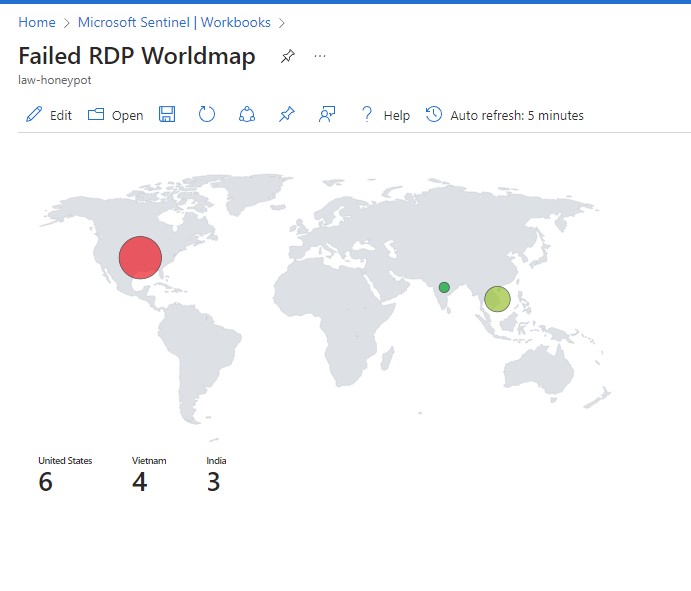 Home > Microsoft Sentinel | Workbooks >
Failed RDP Worldmap ...
law-honeypot
Edit Open Help Auto refresh: 5 minutes
United States Vietnam India
6 4 3